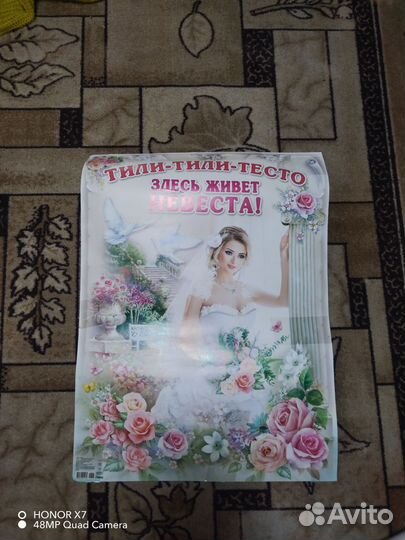 ТИЛИ-ТИЛИ-ТЕСТО
ЗДЕСЬ ЖИВЕТ
НЕВЕСТА!
HONOR X7
48MP Quad Camera
Avito